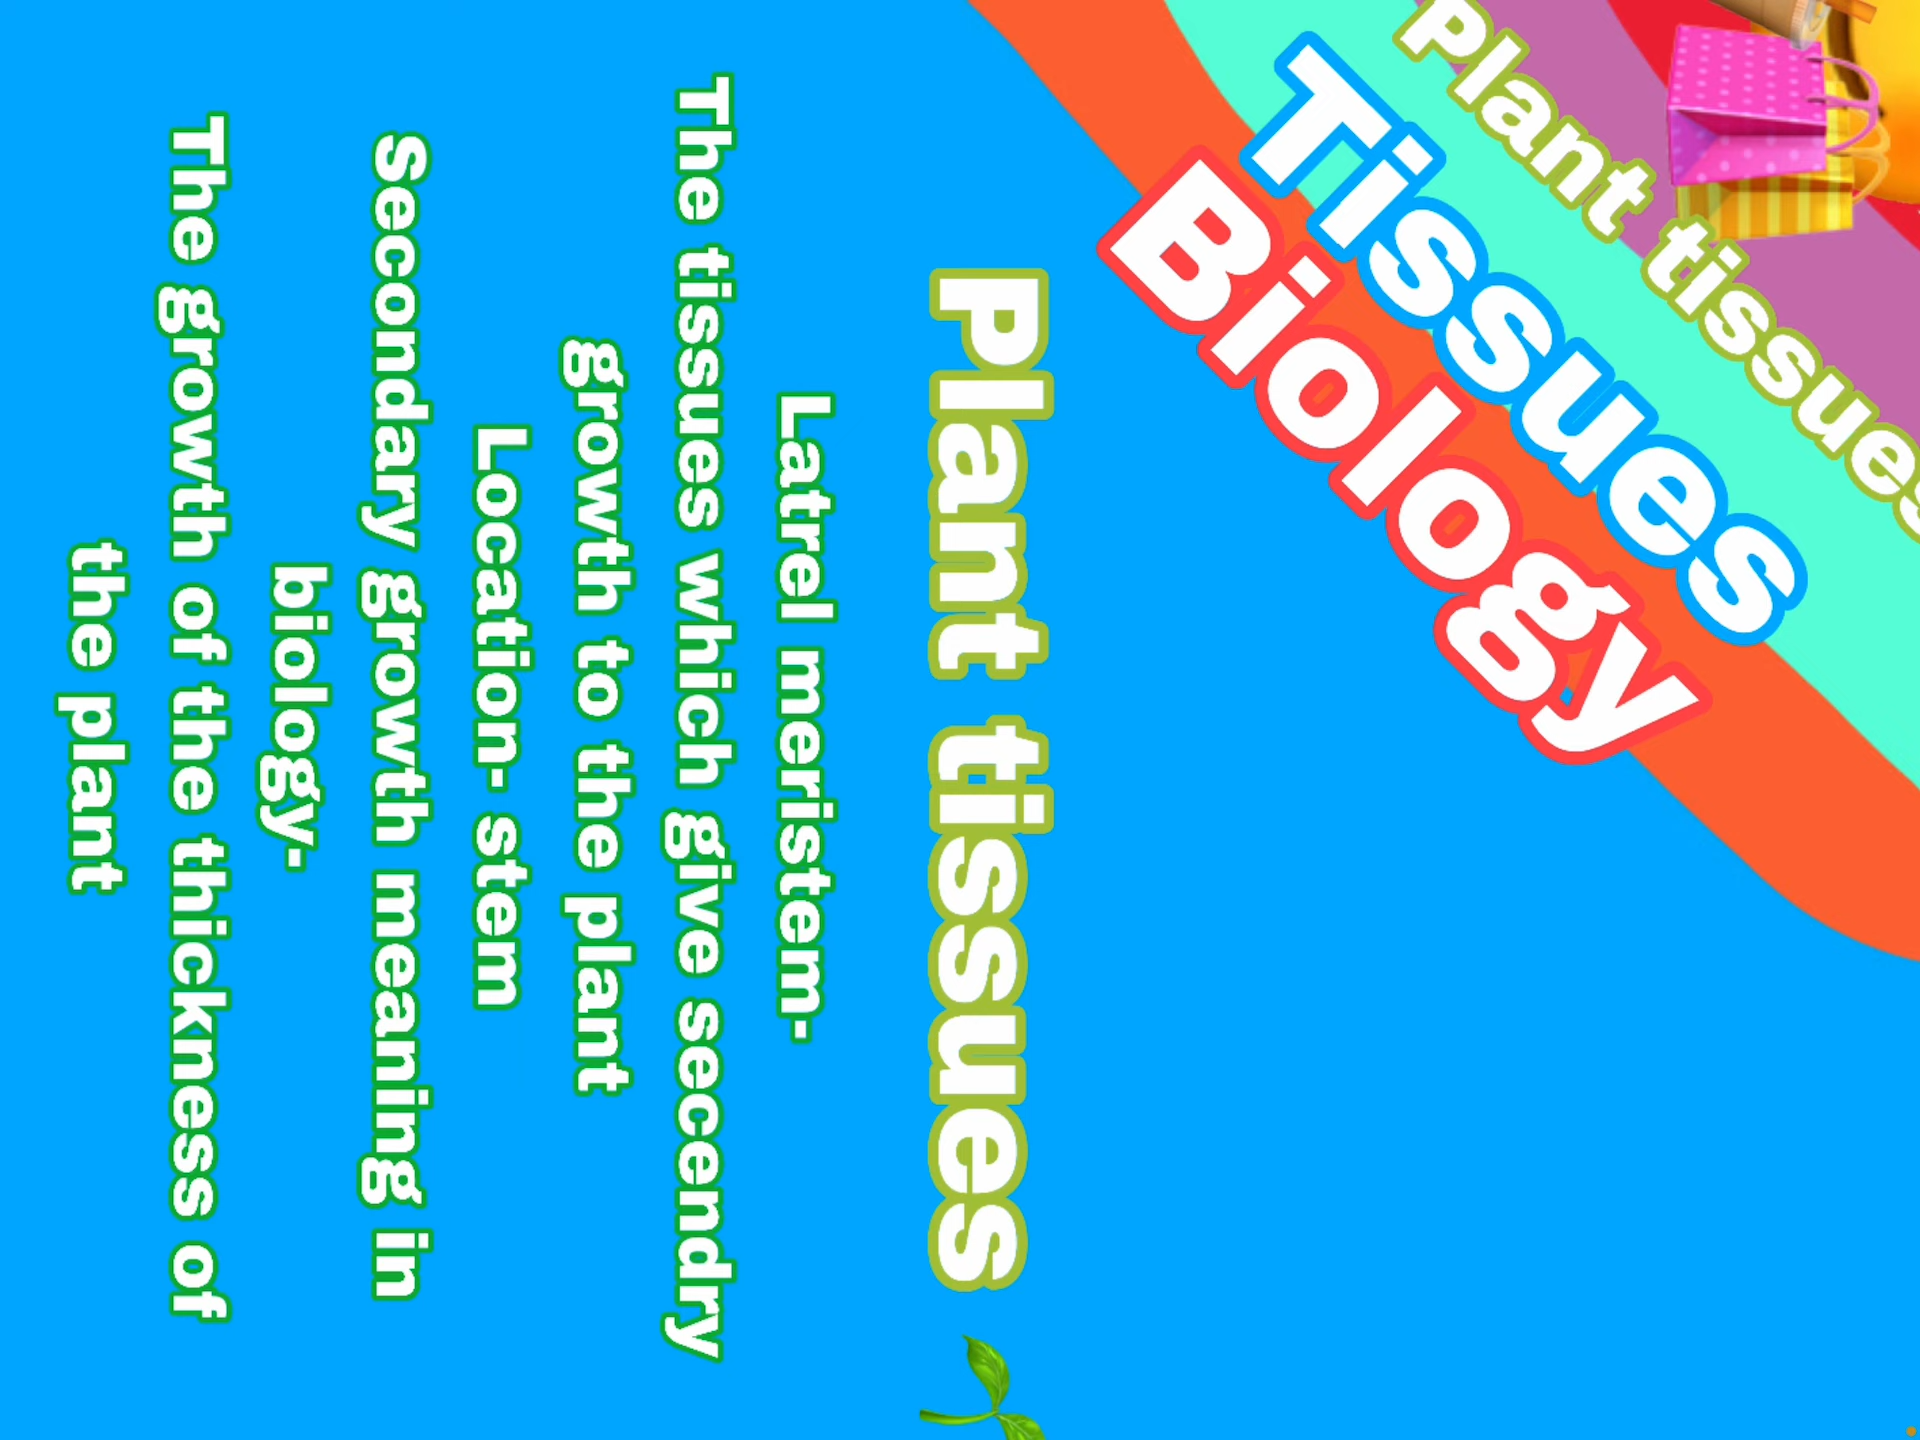 Plant tissues
Tissues
Biology
Plant tissues
Latrel meristem-
The tissues which give secendry
growth to the plant
Location- stem
Secondary growth meaning in
biology-
The growth of the thickness of
the plant